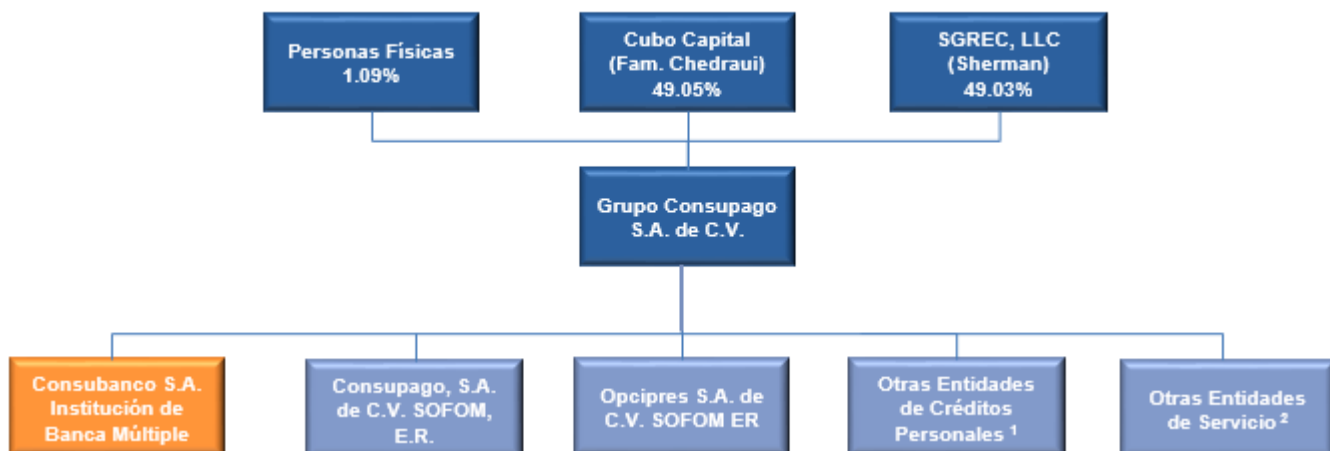 Personas Físicas
1.09%
Cubo Capital
(Fam. Chedraui)
49.05%
SGREC, LLC
(Sherman)
49.03%
Grupo Consupago
S.A. de C.V.
Consubanco S.A.
Institución de
Banca Múltiple
Consupago, S.A.
de C.V. SOFOM,
E.R.
Opcipres S.A. de
C.V. SOFOM ER
Otras Entidades
de Créditos
Personales 1
Otras Entidades
de Servicio 2